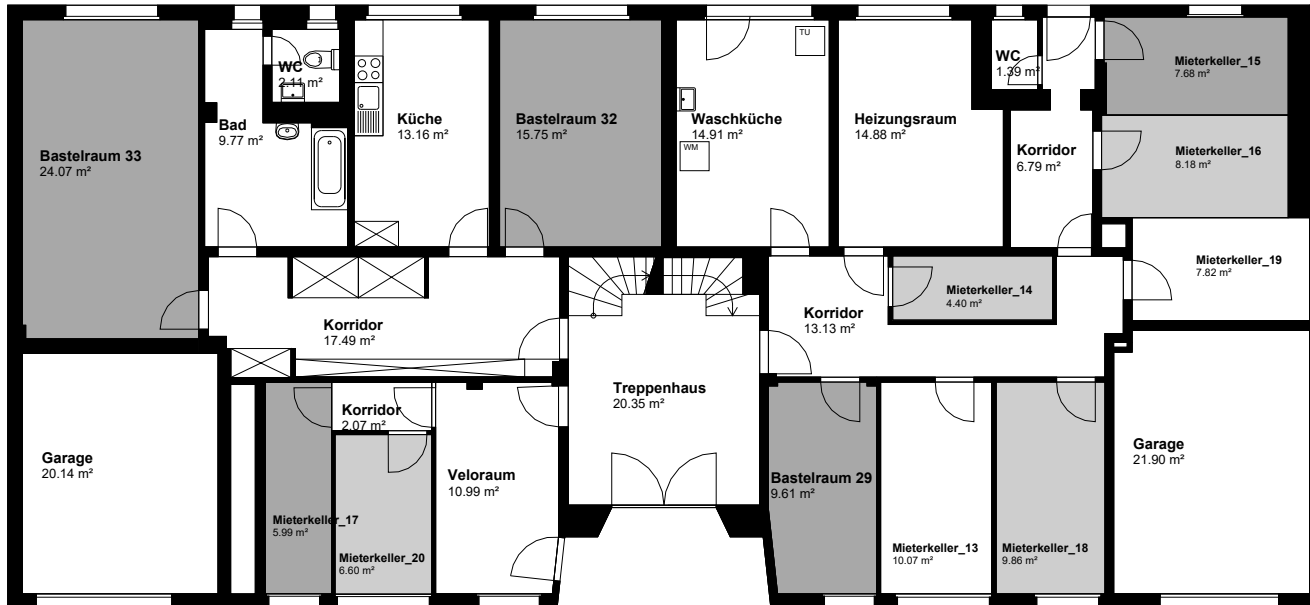 TU
WC
2.11 m²
WC
1.39 m²
Mieterkeller_15
7.68 m²
Bad
9.77 m²
Küche
13.16 m²
Bastelraum 32
15.75 m²
Waschküche
14.91 m²
WM
Heizungsraum
14.88 m²
Bastelraum 33
24.07 m²
Korridor
6.79 m²
Mieterkeller_16
8.18 m²
Mieterkeller_19
7.82 m²
Mieterkeller_14
4.40 m²
Korridor
17.49 m²
Korridor
13.13 m²
Treppenhaus
20.35 m²
Korridor
2.07 m²
Garage
20.14 m²
Veloraum
10.99 m²
Bastelraum 29
9.61 m²
Garage
21.90 m²
Mieterkeller_17
5.99 m²
Mieterkeller_20
6.60 m²
Mieterkeller_13
10.07 m²
Mieterkeller_18
9.86 m²